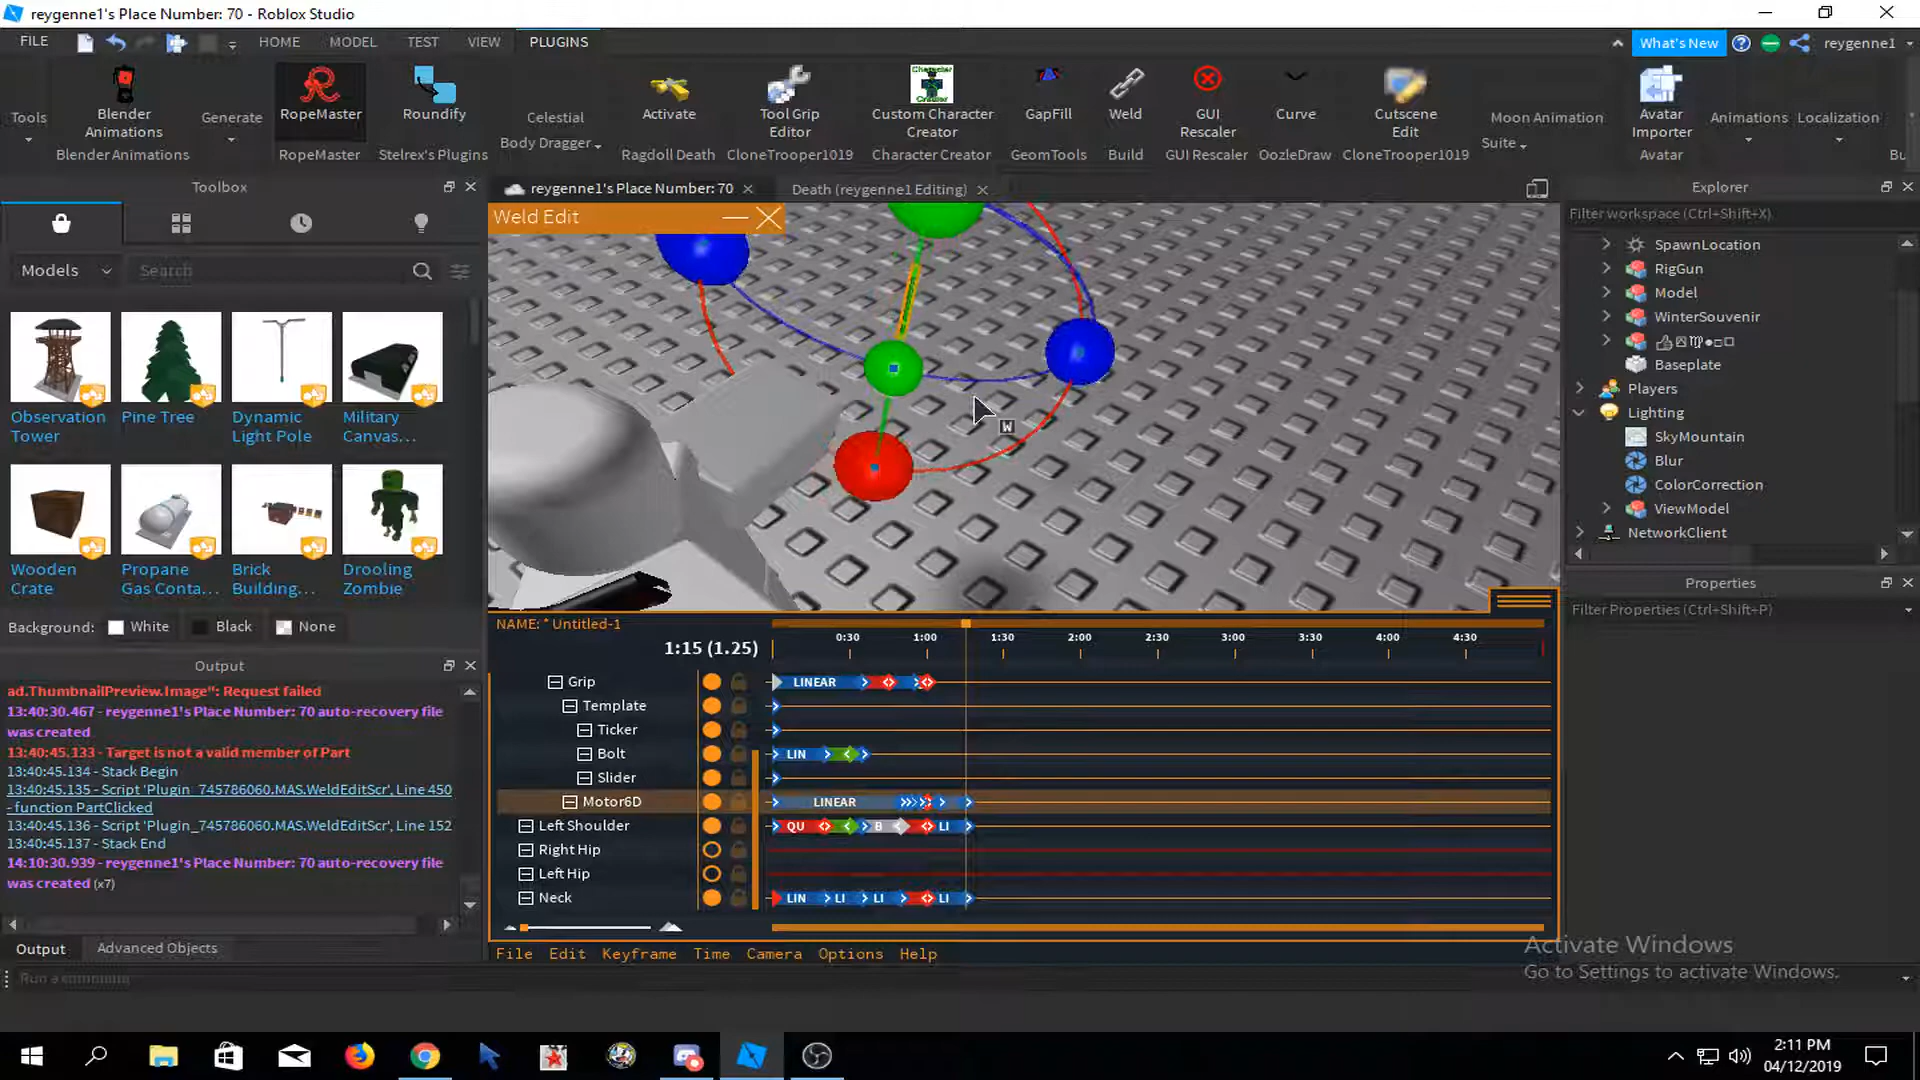 reygenne1's Place Number: 70 - Roblox Studio
FILE
HOME
MODEL
TEST
VIEW
PLUGINS
What's New
reygenne1
Tools
Blender
Animations
Blender Animations
Generate
RopeMaster
RopeMaster
Roundify
Stelrex's Plugins
Celestial
Body Dragger
Activate
Ragdoll Death
Tool Grip
Editor
CloneTrooper1019
Character
Creator
Custom Character
Creator
Character Creator
GapFill
GeomTools
Weld
Build
GUI
Rescaler
GUI Rescaler
Curve
OozleDraw
Cutscene
Edit
CloneTrooper1019
Moon Animation
Suite
Avatar
Importer
Avatar
Animations
Localization
Bu
Toolbox
Models
Search
Observation
Tower
Pine Tree
Dynamic
Light Pole
Military
Canvas...
Wooden
Crate
Propane
Gas Conta...
Brick
Building...
Drooling
Zombie
Background:
White
Black
None
Output
ad.ThumbnailPreview.Image": Request failed
13:40:30.467 - reygenne1's Place Number: 70 auto-recovery file
was created
13:40:45.133 - Target is not a valid member of Part
13:40:45.134 - Stack Begin
13:40:45.135 - Script 'Plugin_745786060.MAS.WeldEditScr', Line 450
- function PartClicked
13:40:45.136 - Script 'Plugin_745786060.MAS.WeldEditScr', Line 152
13:40:45.137 - Stack End
14:10:30.939 - reygenne1's Place Number: 70 auto-recovery file
was created (x7)
Output
Advanced Objects
Run a command
reygenne1's Place Number: 70
Death (reygenne1 Editing)
Weld Edit
W
NAME: * Untitled-1
1:15 (1.25)
0:30
1:00
1:30
2:00
2:30
3:00
3:30
4:00
4:30
Grip
LINEAR
Template
Ticker
Bolt
LIN
Slider
Motor6D
LINEAR
Left Shoulder
QU
B
LI
Right Hip
Left Hip
Neck
LIN
LI
LI
LI
File
Edit
Keyframe
Time
Camera
Options
Help
Explorer
Filter workspace (Ctrl+Shift+X)
SpawnLocation
RigGun
Model
WinterSouvenir
Baseplate
Players
Lighting
SkyMountain
Blur
ColorCorrection
ViewModel
NetworkClient
Properties
Filter Properties (Ctrl+Shift+P)
Activate Windows
Go to Settings to activate Windows.
2:11 PM
04/12/2019